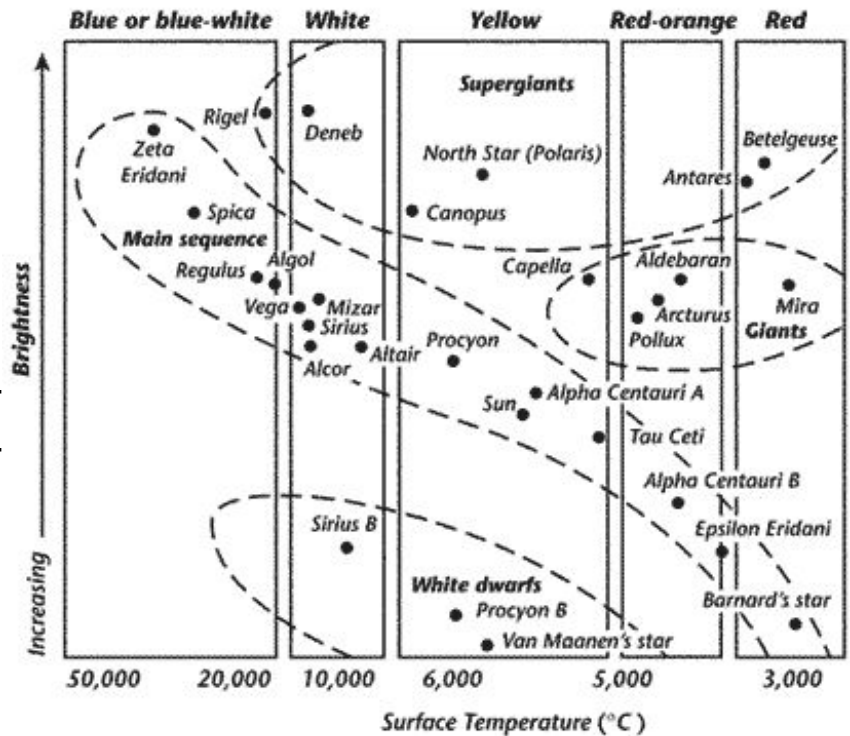 Blue or blue-white White Yellow Red-orange Red
Supergiants
Rigel
Deneb
Betelgeuse
Zeta
Eridani
North Star (Polaris)
Antares
Spica
Canopus
Main sequence
Algol
Regulus
Capella
Aldebaran
Vega
Mizar
Mira
Arcturus
Sirius
Pollux
Giants
Procyon
Altair
Alcor
Alpha Centauri A
Sun
Tau Ceti
Alpha Centauri B
Sirius B
Epsilon Eridani
White dwarfs
Procyon B
Barnard's star
Van Maanen's star
Increasing
Brightness
50,000 20,000 10,000 6,000 5,000 3,000
Surface Temperature (°C)